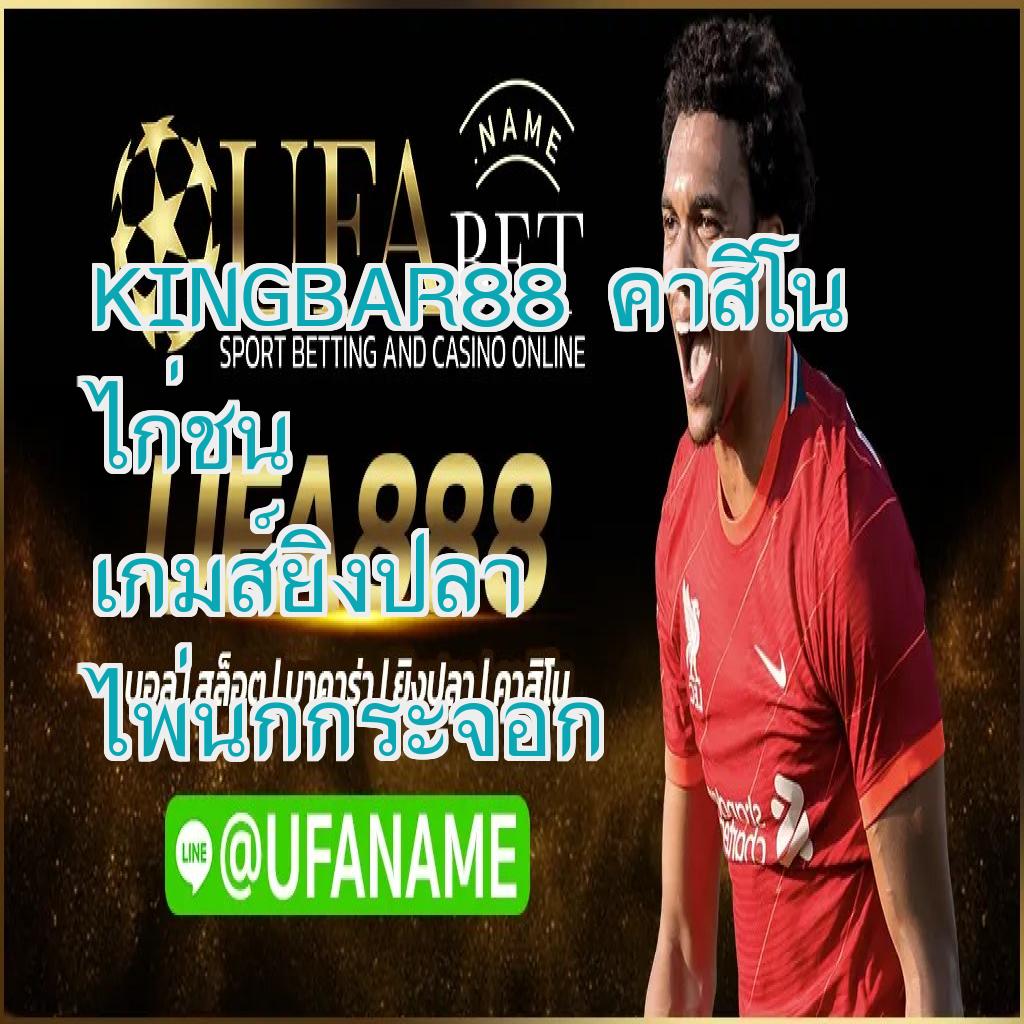 .NAME
UFA
BET
KINGBAR88 คาสิโน
SPORT BETTING AND CASINO ONLINE
ไก่ชน
UFA888
เกมส์ยิงปลา
บอล | สล็อต | บาคาร่า | ยิงปลา | คาสิโน
ไพ่นกกระจอก
LINE @UFANAME